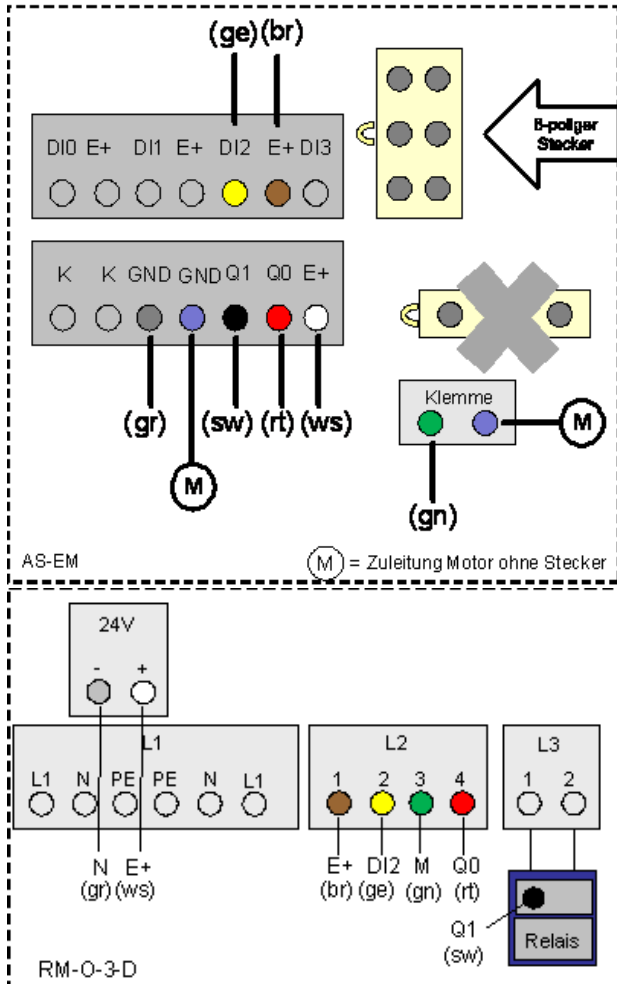 (ge) (br)
DI0 E+ DI1 E+ DI2 E+ DI3
6-poliger
Stecker
K K GND GND Q1 Q0 E+
(gr) (sw) (rt) (ws)
M
Klemme
M
(gn)
AS-EM
M = Zuleitung Motor ohne Stecker
24V
- +
L1
L1 N PE PE N L1
L2
1 2 3 4
L3
1 2
N E+
(gr) (ws)
E+ DI2 M Q0
(br) (ge) (gn) (rt)
Q1
(sw)
Relais
RM-O-3-D